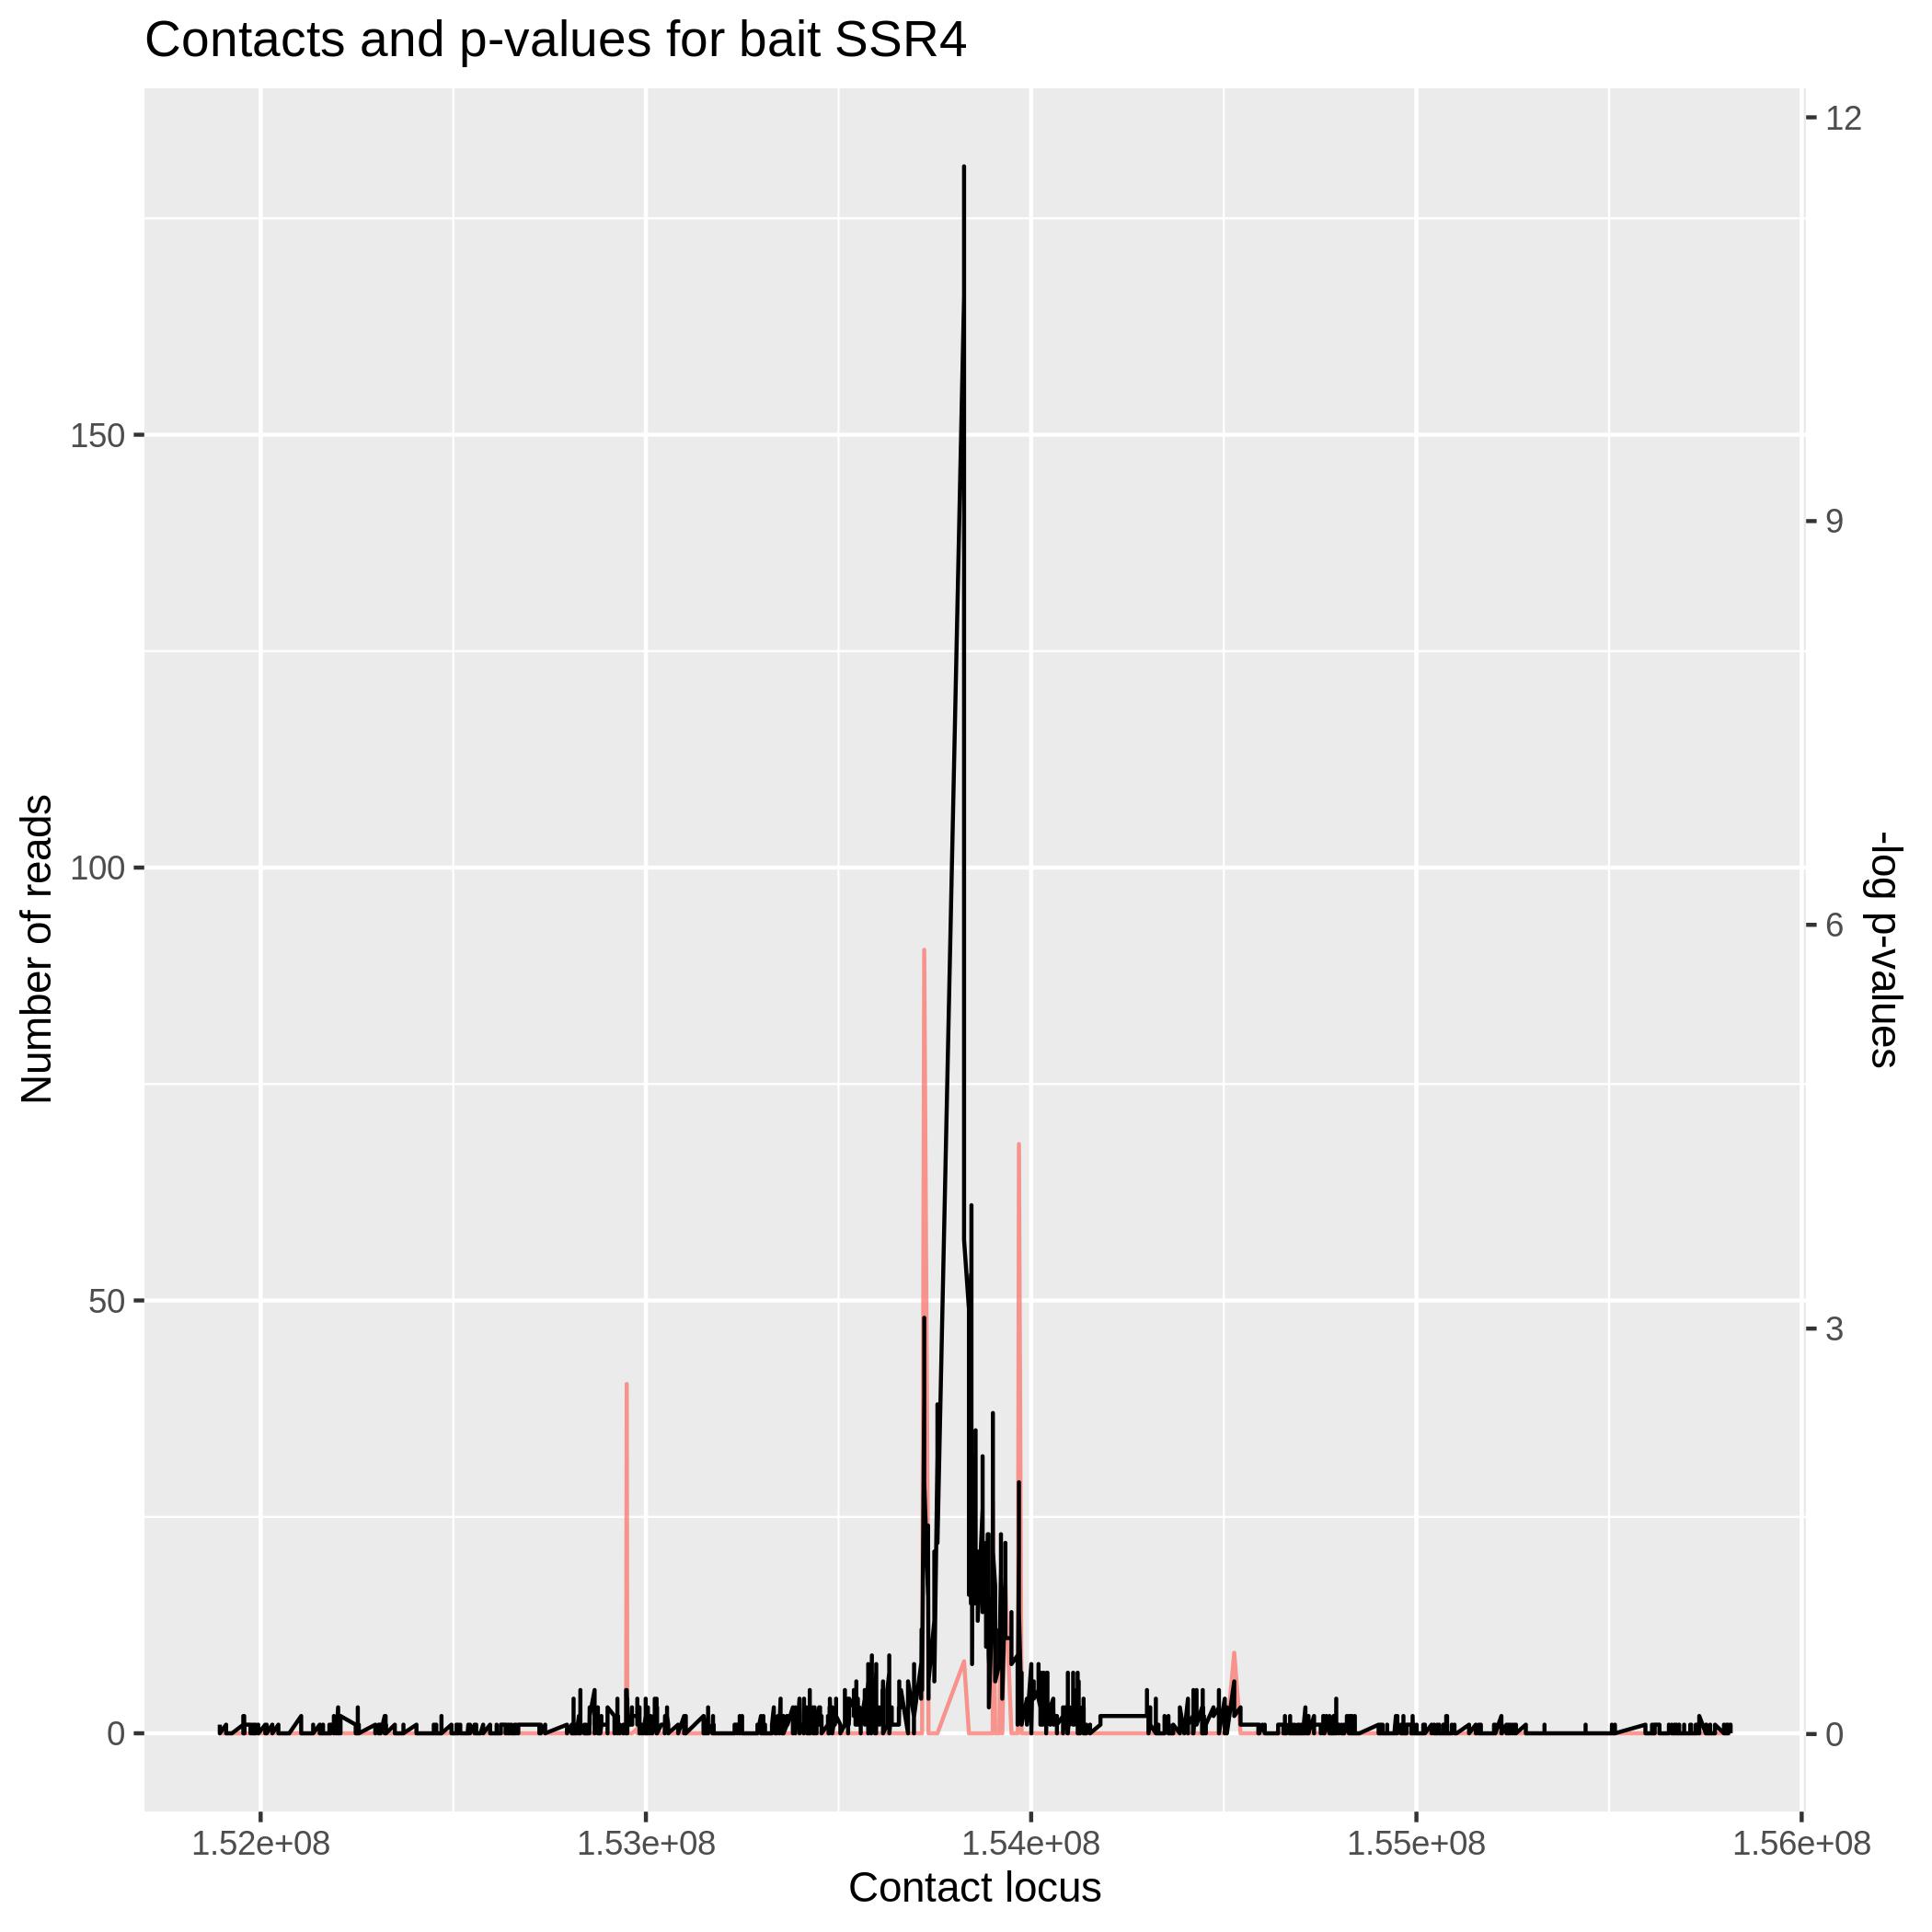 Contacts and p-values for bait SSR4
Number of reads
150
100
50
0
12
9
6
3
0
-log p-values
1.52e+08
1.53e+08
1.54e+08
1.55e+08
1.56e+08
Contact locus